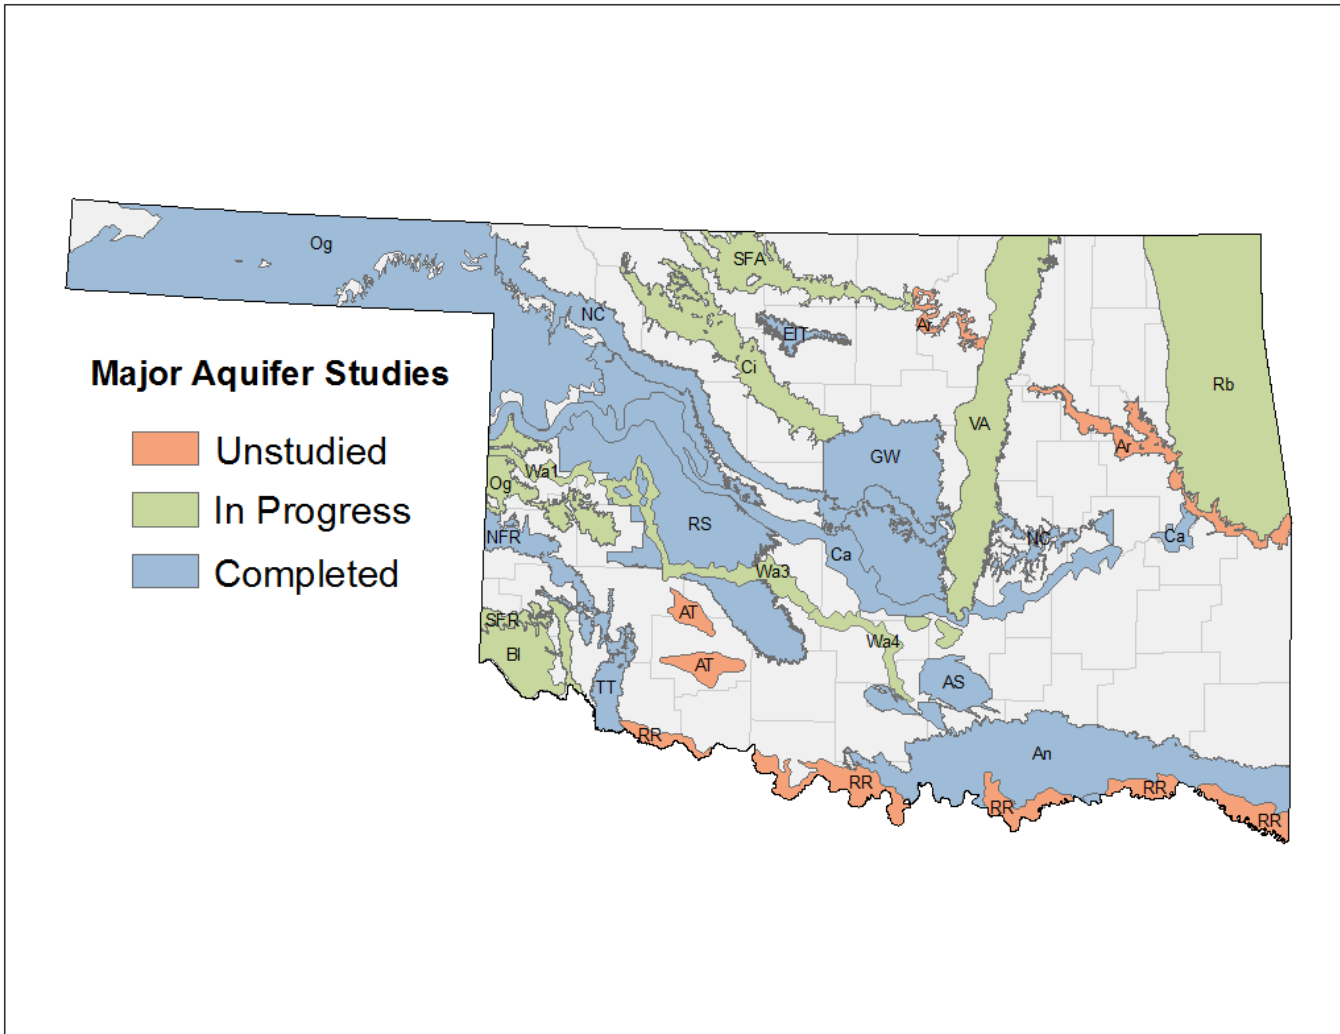 Og
SFA
NC
Ar
EIT
Ci
Major Aquifer Studies
Rb
VA
Unstudied
Ar
GW
Wa1
Og
In Progress
RS
NFR
NC
Ca
Ca
Completed
Wa3
AT
SFR
Wa4
BI
AT
AS
TT
RR
An
RR
RR
RR
RR